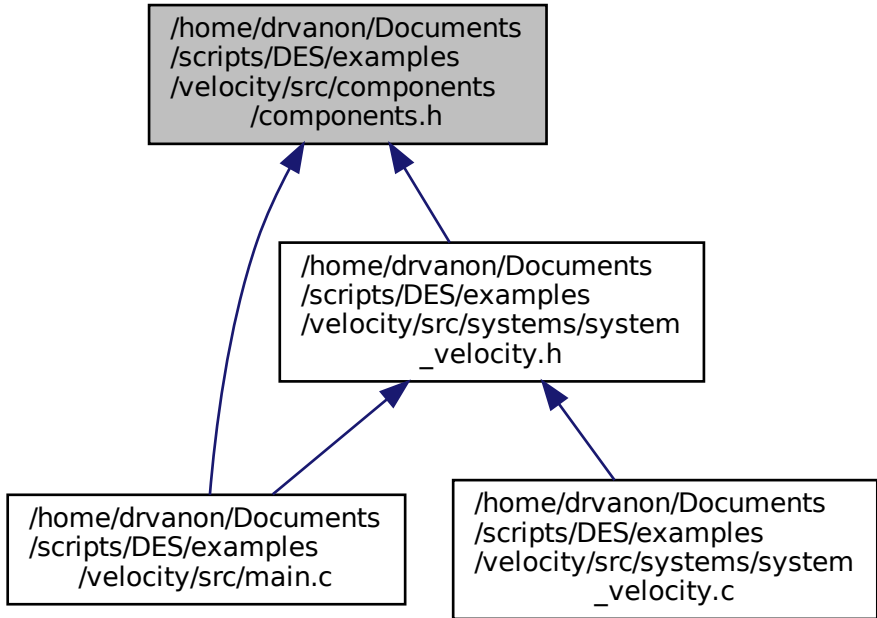 /home/drvanon/Documents
/scripts/DES/examples
/velocity/src/components
/components.h
/home/drvanon/Documents
/scripts/DES/examples
/velocity/src/systems/system
_velocity.h
/home/drvanon/Documents
/scripts/DES/examples
/velocity/src/main.c
/home/drvanon/Documents
/scripts/DES/examples
/velocity/src/systems/system
_velocity.c